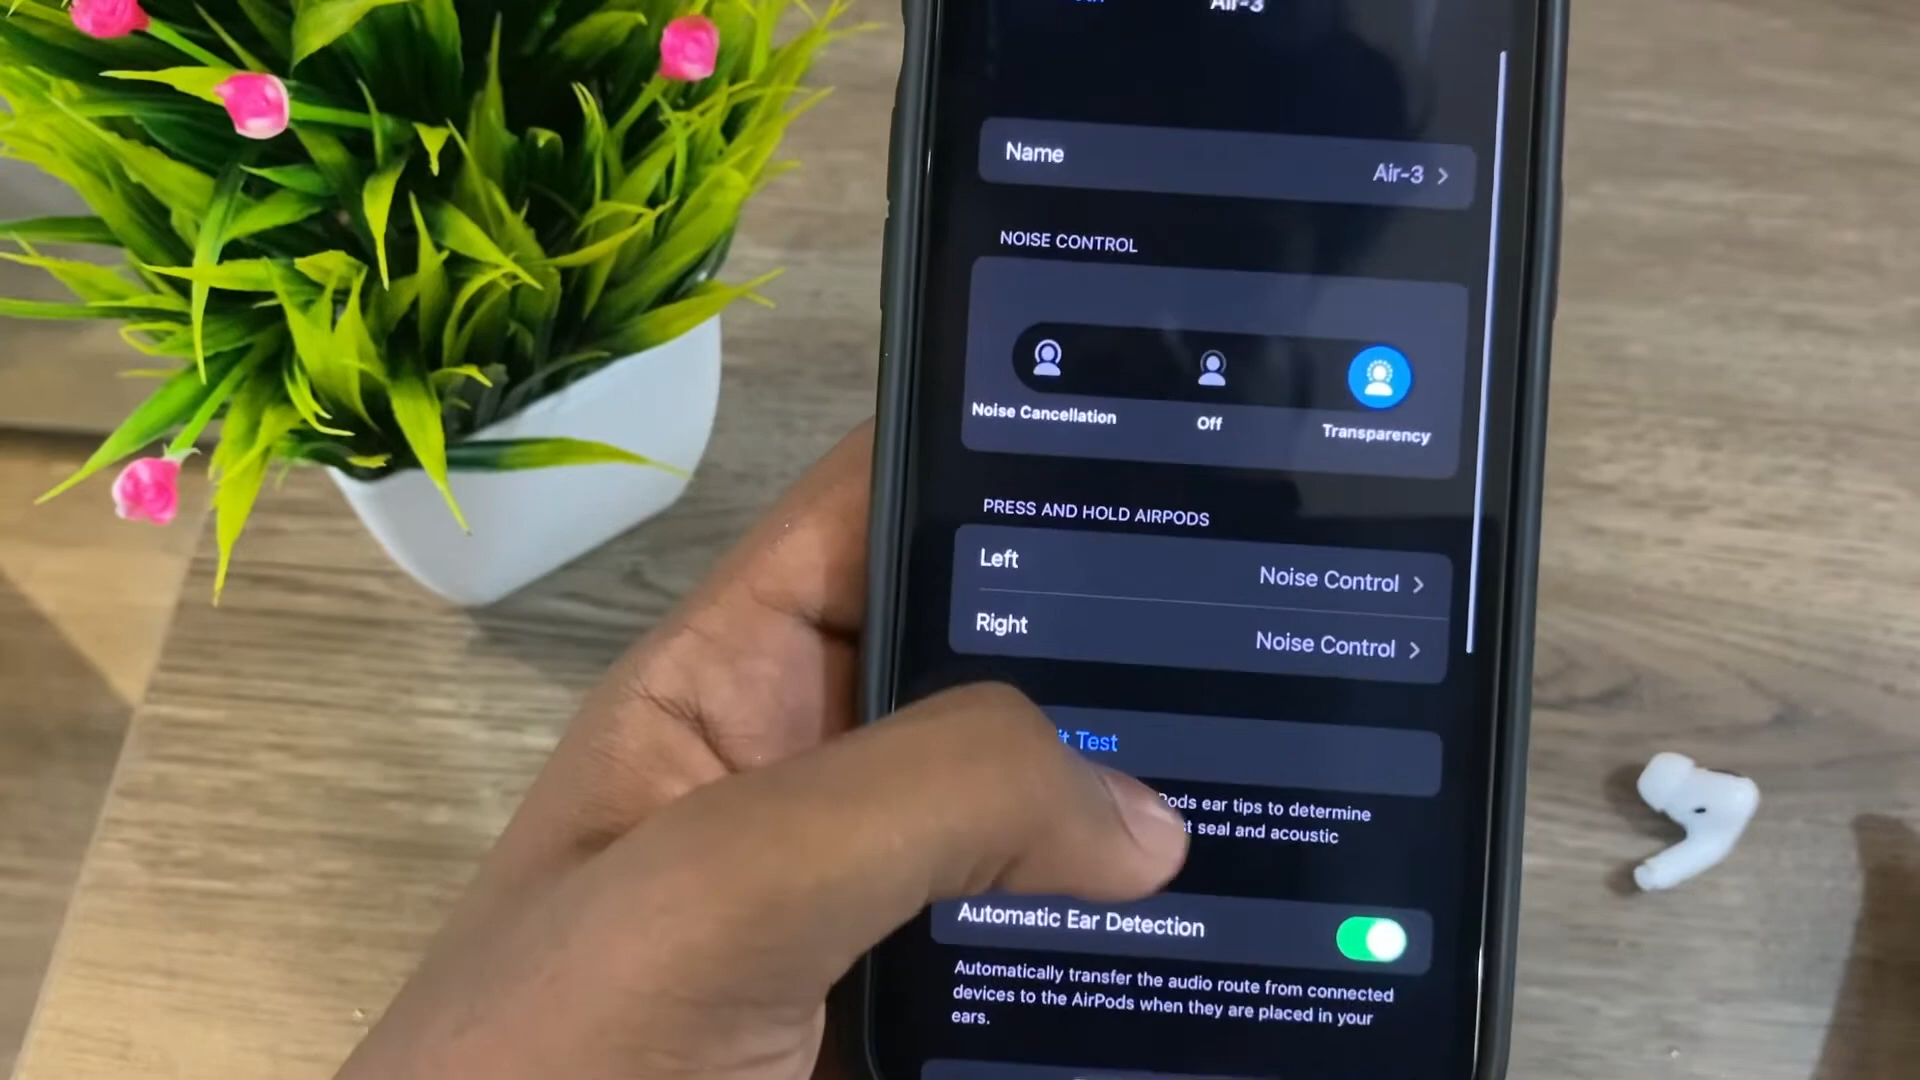 Air-3
Name
Air-3
NOISE CONTROL
Noise Cancellation
Off
Transparency
PRESS AND HOLD AIRPODS
Left
Noise Control
Right
Noise Control
Test
ear tips to determine
seal and acoustic
Automatic Ear Detection
Automatically transfer the audio route from connected
devices to the AirPods when they are placed in your
ears.